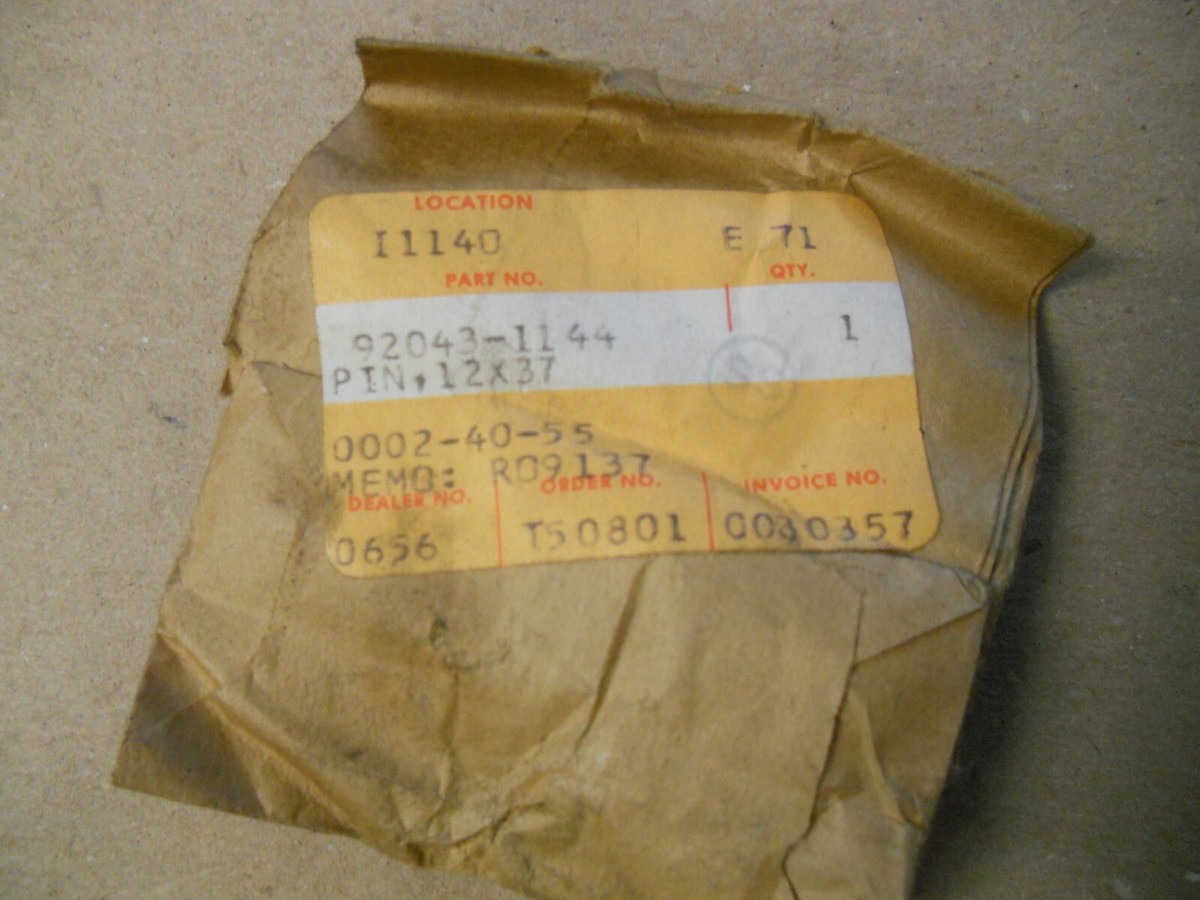 LOCATION
I1140 E 71
PART NO. QTY.
92043-1144 1
PIN,12X37
0002-40-55
MEMO: R09137
DEALER NO. ORDER NO. INVOICE NO.
0656 TS0801 0030357